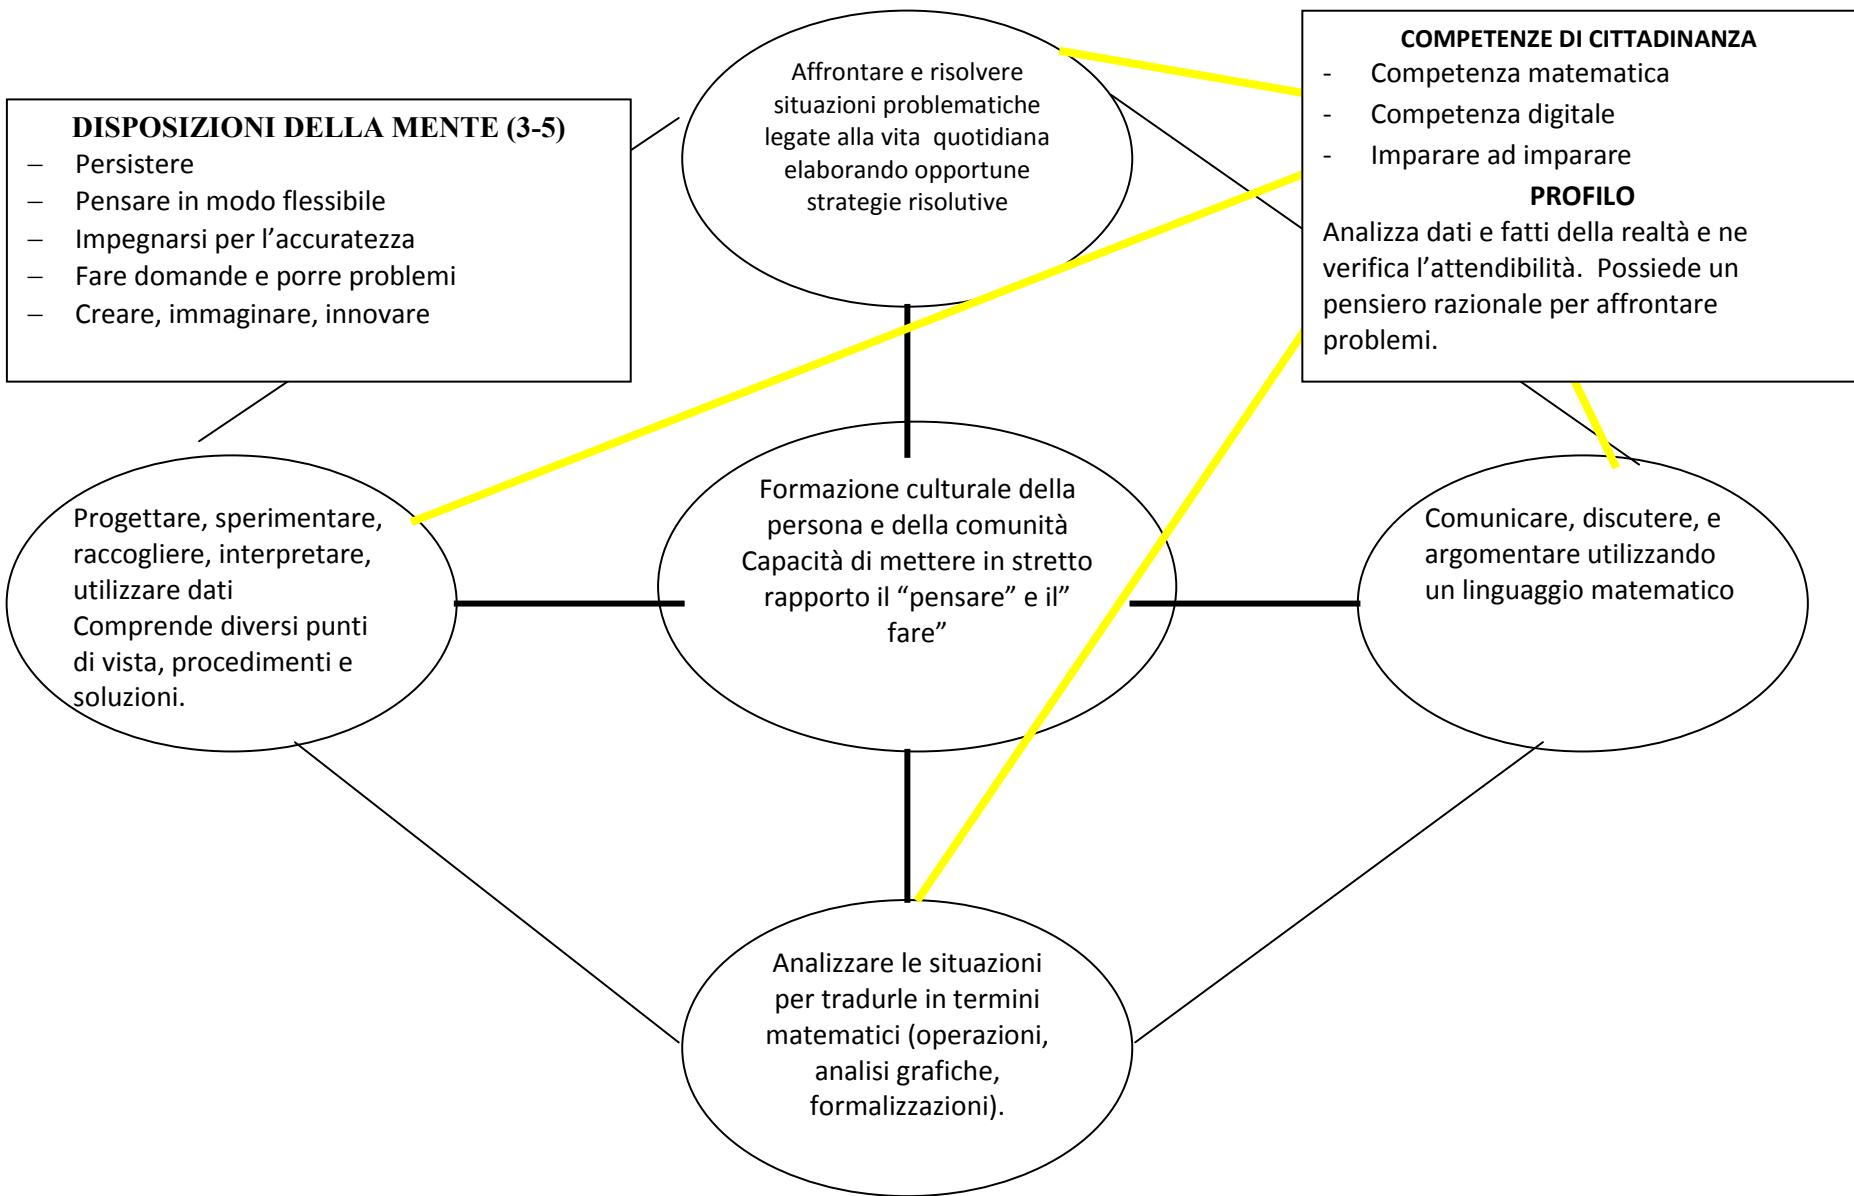 Affrontare e risolvere
situazioni problematiche
legate alla vita quotidiana
elaborando opportune
strategie risolutive
COMPETENZE DI CITTADINANZA
- Competenza matematica
- Competenza digitale
- Imparare ad imparare
PROFILO
Analizza dati e fatti della realtà e ne
verifica l’attendibilità. Possiede un
pensiero razionale per affrontare
problemi.
DISPOSIZIONI DELLA MENTE (3-5)
– Persistere
– Pensare in modo flessibile
– Impegnarsi per l’accuratezza
– Fare domande e porre problemi
– Creare, immaginare, innovare
Progettare, sperimentare,
raccogliere, interpretare,
utilizzare dati
Comprende diversi punti
di vista, procedimenti e
soluzioni.
Formazione culturale della
persona e della comunità
Capacità di mettere in stretto
rapporto il “pensare” e il”
fare”
Comunicare, discutere, e
argomentare utilizzando
un linguaggio matematico
Analizzare le situazioni
per tradurle in termini
matematici (operazioni,
analisi grafiche,
formalizzazioni).